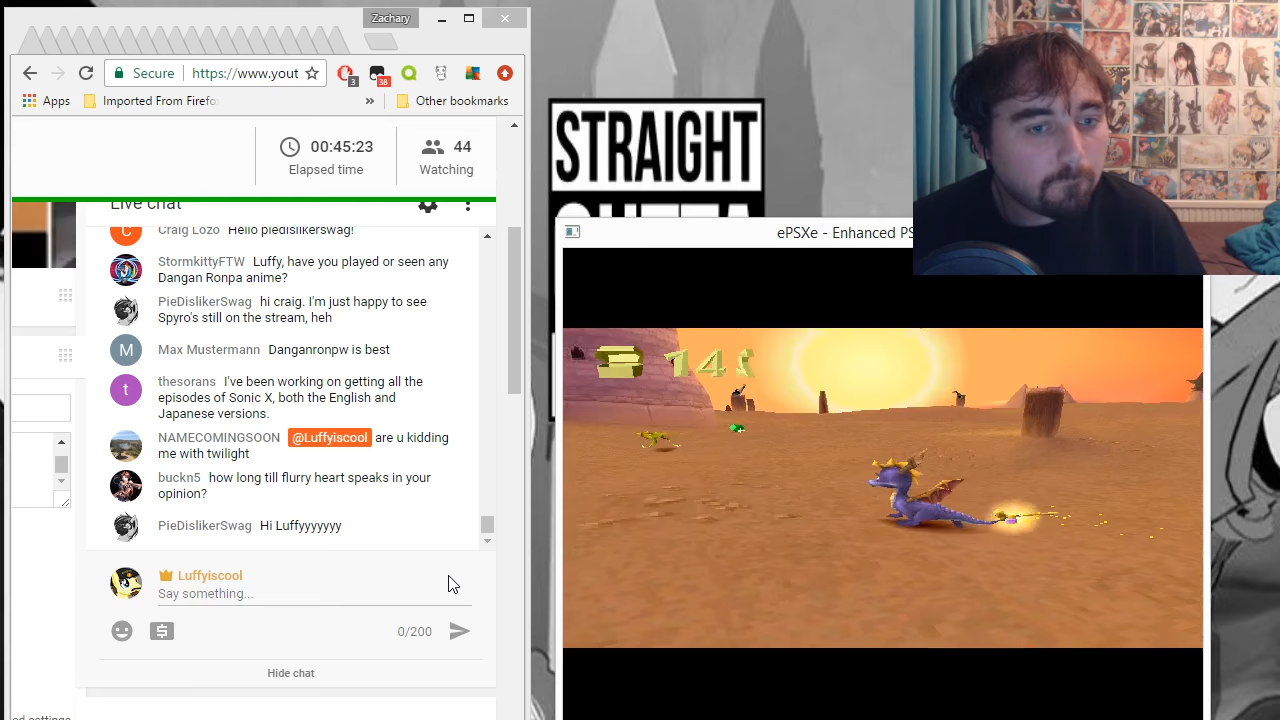 Zachary
Secure
https://www.yout
3
38
Apps
Imported From Firefo
»
Other bookmarks
00:45:23
Elapsed time
44
Watching
Live chat
Craig Lozo Hello piedislikerswag!
StormkittyFTW Luffy, have you played or seen any
Dangan Ronpa anime?
PieDislikerSwag hi craig. I'm just happy to see
Spyro's still on the stream, heh
M
Max Mustermann Danganronpw is best
t
thesorans I've been working on getting all the
episodes of Sonic X, both the English and
Japanese versions.
NAMECOMINGSOON @Luffyiscool are u kidding
me with twilight
buckn5 how long till flurry heart speaks in your
opinion?
PieDislikerSwag Hi Luffyyyyyyy
Luffyiscool
Say something...
0/200
Hide chat
STRAIGHT
ePSXe - Enhanced PS